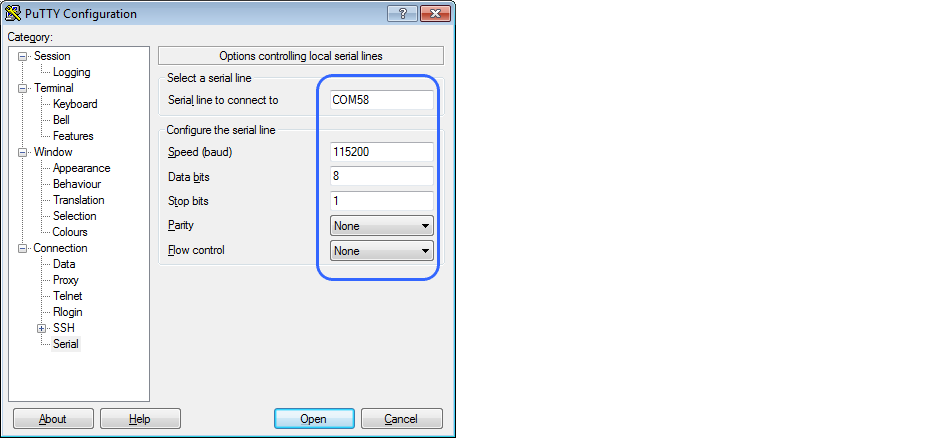 PuTTY Configuration
Category:
Session
Logging
Terminal
Keyboard
Bell
Features
Window
Appearance
Behaviour
Translation
Selection
Colours
Connection
Data
Proxy
Telnet
Rlogin
SSH
Serial
Options controlling local serial lines
Select a serial line
Serial line to connect to COM58
Configure the serial line
Speed (baud) 115200
Data bits 8
Stop bits 1
Parity None
Flow control None
About Help Open Cancel